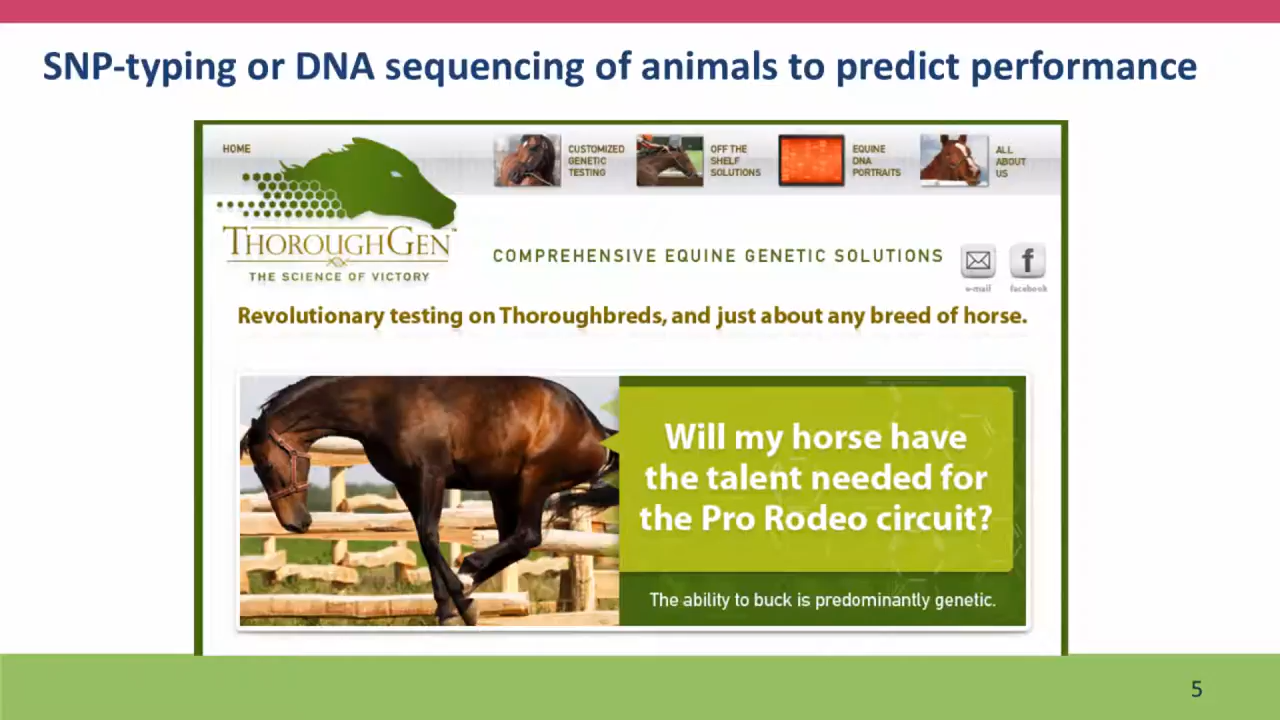 SNP-typing or DNA sequencing of animals to predict performance
HOME
CUSTOMIZED
GENETIC
TESTING
OFF THE
SHELF
SOLUTIONS
EQUINE
DNA
PORTRAITS
ALL
ABOUT
US
THOROUGHGEN™
THE SCIENCE OF VICTORY
COMPREHENSIVE EQUINE GENETIC SOLUTIONS
e-mail
facebook
Revolutionary testing on Thoroughbreds, and just about any breed of horse.
Will my horse have
the talent needed for
the Pro Rodeo circuit?
The ability to buck is predominantly genetic.
5